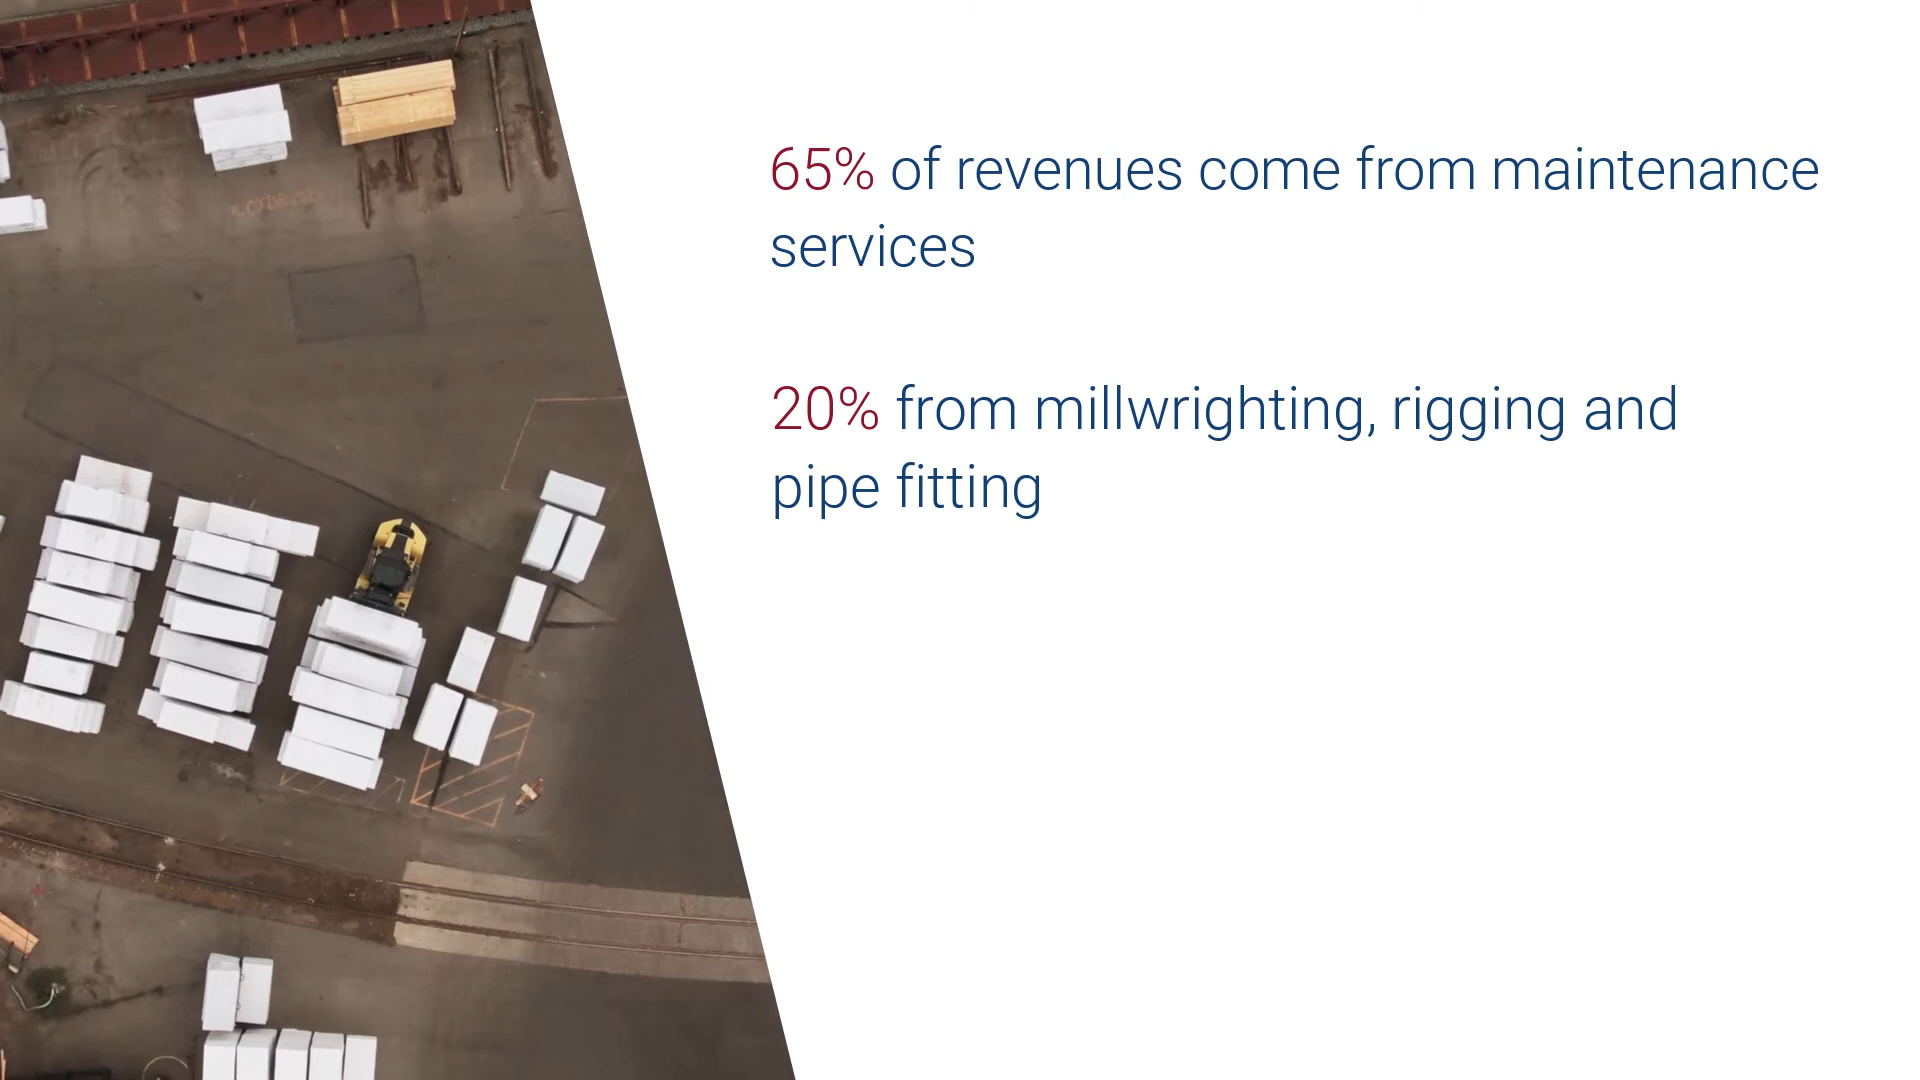 65% of revenues come from maintenance
services
20% from millwrighting, rigging and
pipe fitting